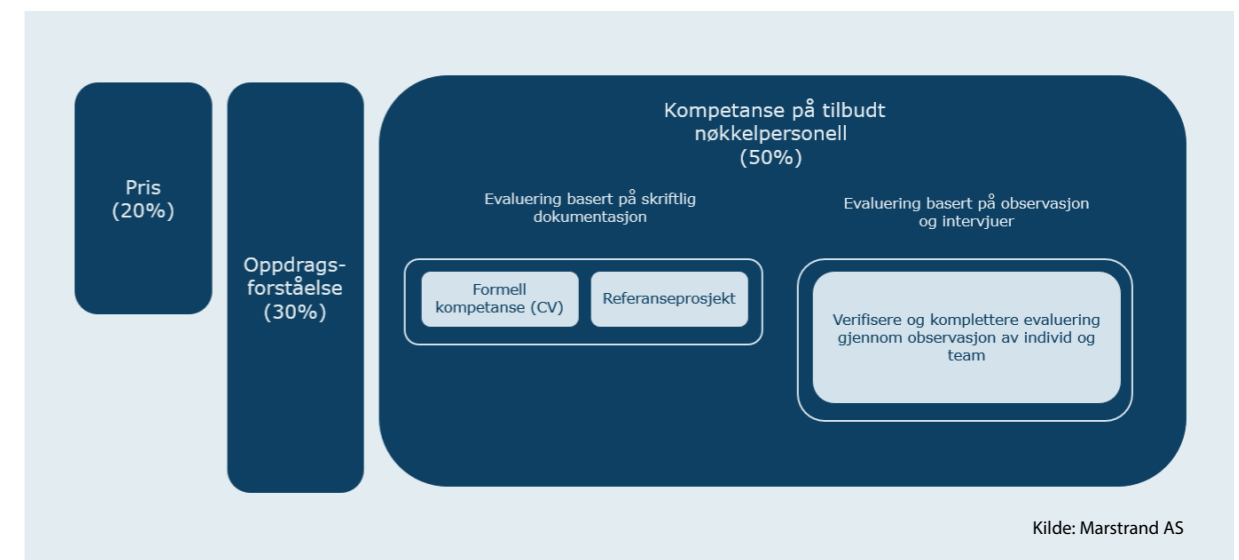 Pris
(20%)
Oppdrags-
forståelse
(30%)
Kompetanse på tilbudt
nøkkelpersonell
(50%)
Evaluering basert på skriftlig
dokumentasjon
Formell
kompetanse (CV)
Referanseprosjekt
Evaluering basert på observasjon
og intervjuer
Verifisere og komplettere evaluering
gjennom observasjon av individ og
team
Kilde: Marstrand AS